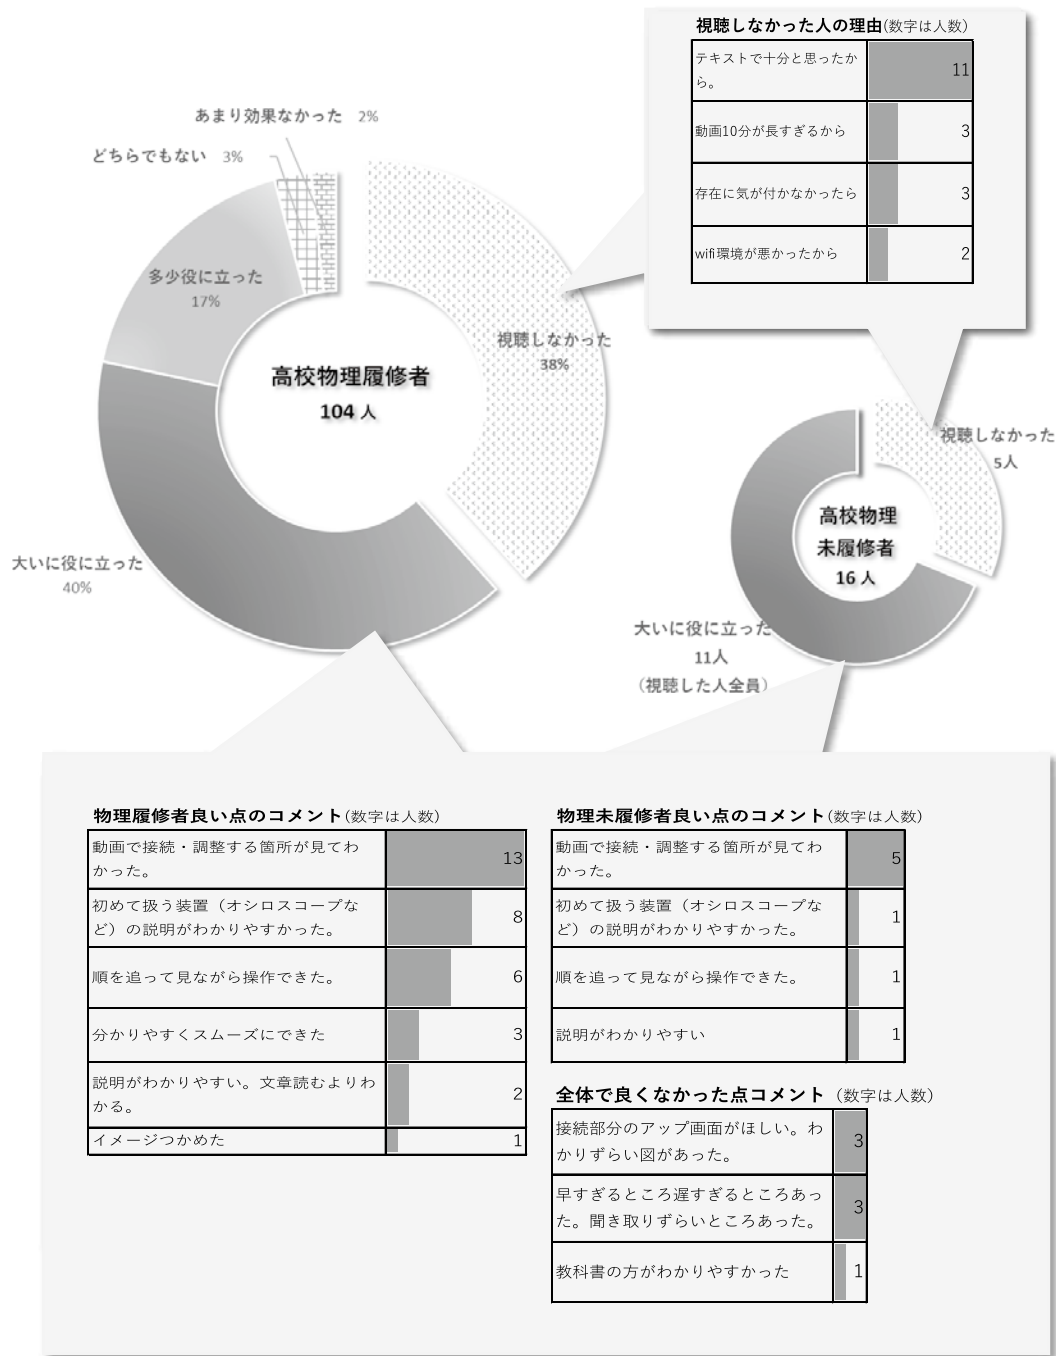 視聴しなかった人の理由(数字は人数)
テキストで十分と思ったか
ら。
11
動画10分が長すぎるから
3
存在に気が付かなかったら
3
wifi環境が悪かったから
2
あまり効果なかった 2%
どちらでもない 3%
多少役に立った
17%
視聴しなかった
38%
高校物理履修者
104 人
大いに役に立った
40%
視聴しなかった
5人
高校物理
未履修者
16 人
大いに役に立った
11人
（視聴した人全員）
物理履修者良い点のコメント(数字は人数)
動画で接続・調整する箇所が見てわ
かった。
13
初めて扱う装置（オシロスコープな
ど）の説明がわかりやすかった。
8
順を追って見ながら操作できた。
6
分かりやすくスムーズにできた
3
説明がわかりやすい。文章読むよりわ
かる。
2
イメージつかめた
1
物理未履修者良い点のコメント(数字は人数)
動画で接続・調整する箇所が見てわ
かった。
5
初めて扱う装置（オシロスコープな
ど）の説明がわかりやすかった。
1
順を追って見ながら操作できた。
1
説明がわかりやすい
1
全体で良くなかった点コメント（数字は人数）
接続部分のアップ画面がほしい。わ
かりずらい図があった。
3
早すぎるところ遅すぎるところあっ
た。聞き取りずらいところあった。
3
教科書の方がわかりやすかった
1